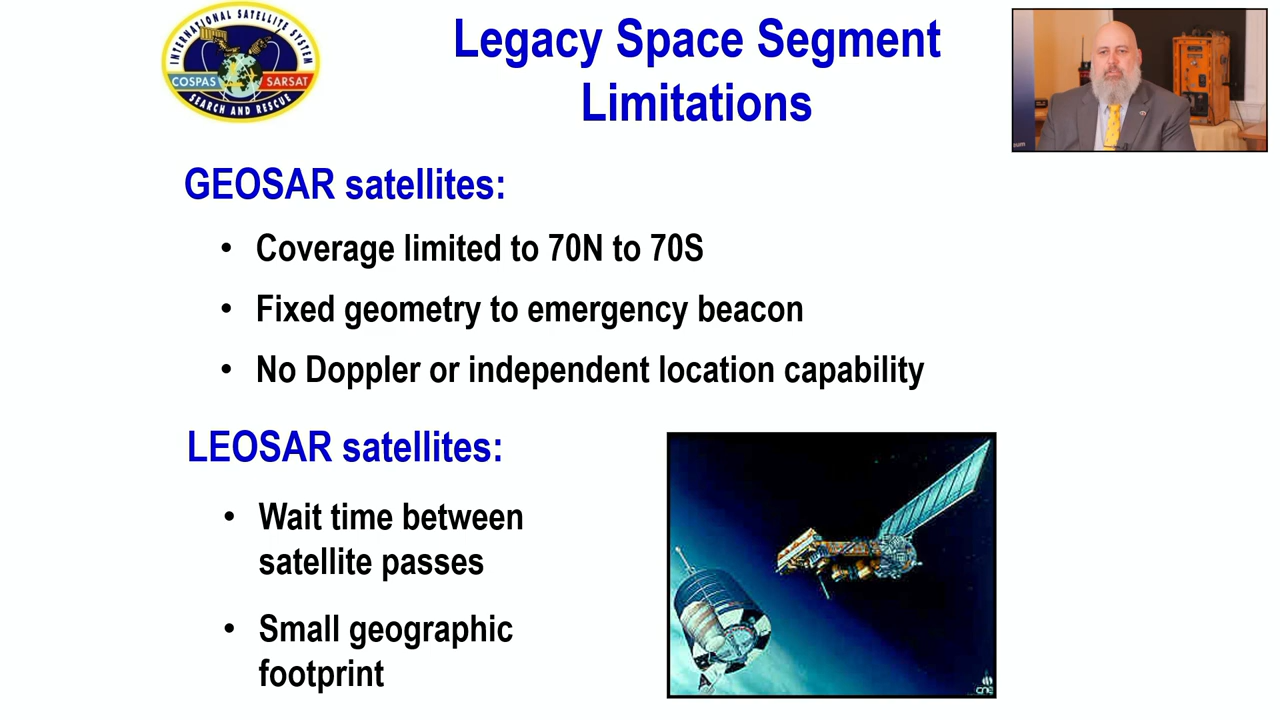 INTERNATIONAL SATELLITE SYSTEM
COSPAS SARSAT
SEARCH AND RESCUE
Legacy Space Segment
Limitations
GEOSAR satellites:
• Coverage limited to 70N to 70S
• Fixed geometry to emergency beacon
• No Doppler or independent location capability
LEOSAR satellites:
• Wait time between
satellite passes
• Small geographic
footprint